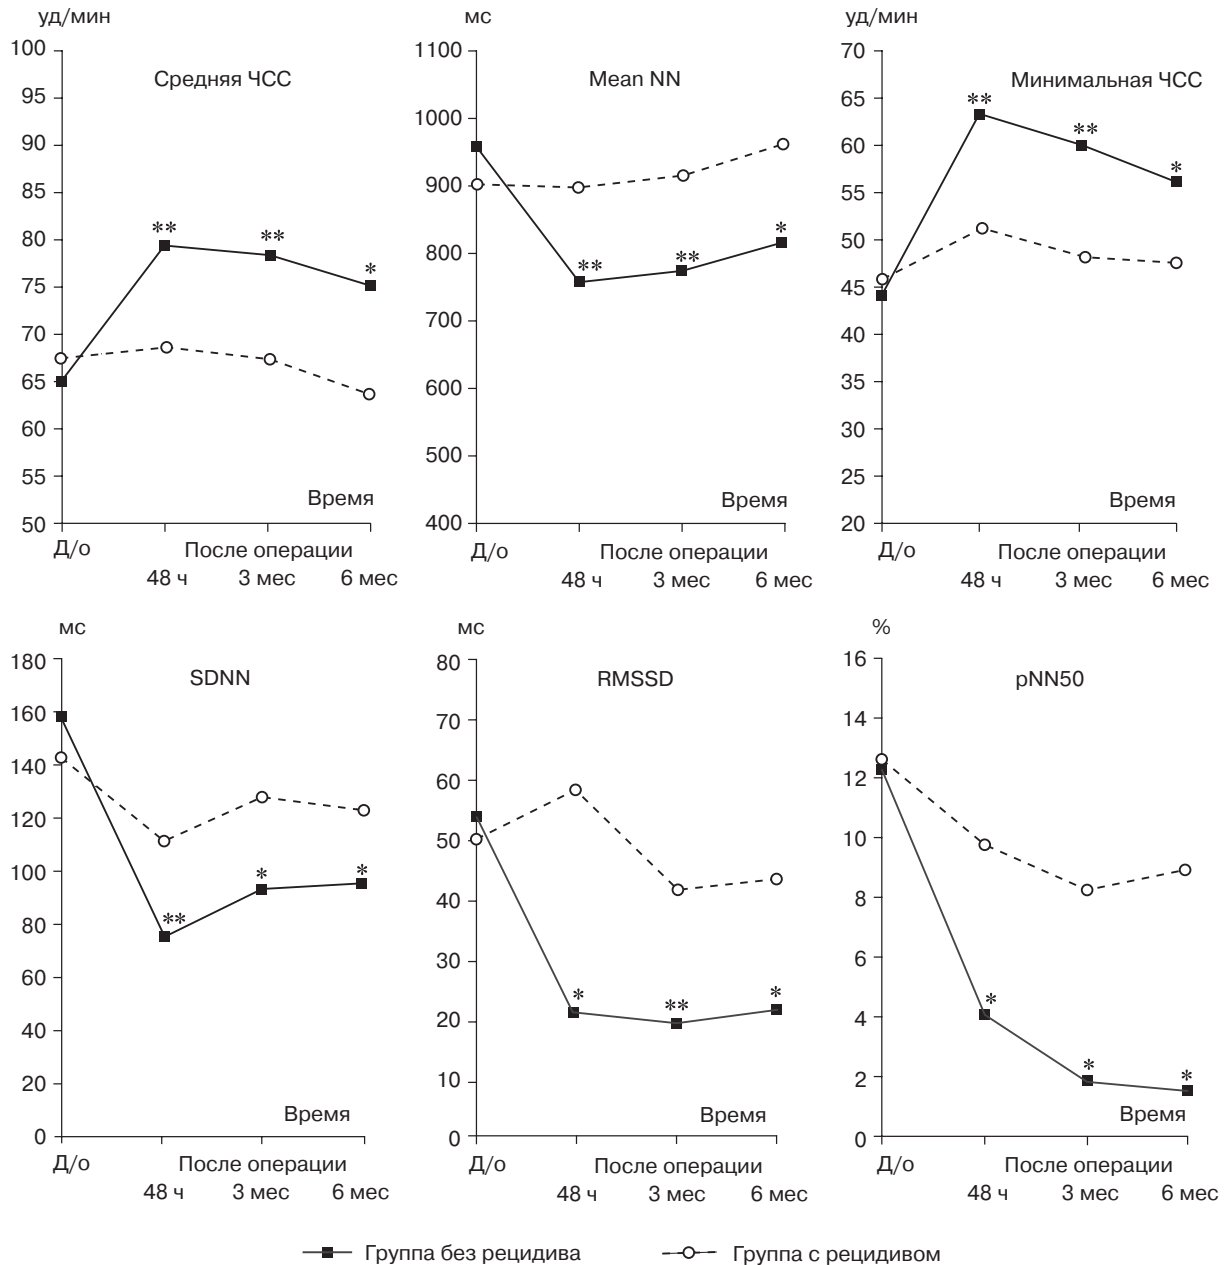 уд/мин
Средняя ЧСС
100
95
90
85
80
75
70
65
60
55
50
** ** *
Время
Д/о После операции
48 ч 3 мес 6 мес
мс
Mean NN
1100
1000
900
800
700
600
500
400
** ** *
Время
Д/о После операции
48 ч 3 мес 6 мес
уд/мин
Минимальная ЧСС
70
65
60
55
50
45
40
35
30
25
20
** ** *
Время
Д/о После операции
48 ч 3 мес 6 мес
мс
SDNN
180
160
140
120
100
80
60
40
20
0
** * *
Время
Д/о После операции
48 ч 3 мес 6 мес
мс
RMSSD
80
70
60
50
40
30
20
10
0
* ** *
Время
Д/о После операции
48 ч 3 мес 6 мес
%
pNN50
16
14
12
10
8
6
4
2
0
* * *
Время
Д/о После операции
48 ч 3 мес 6 мес
Группа без рецидива Группа с рецидивом